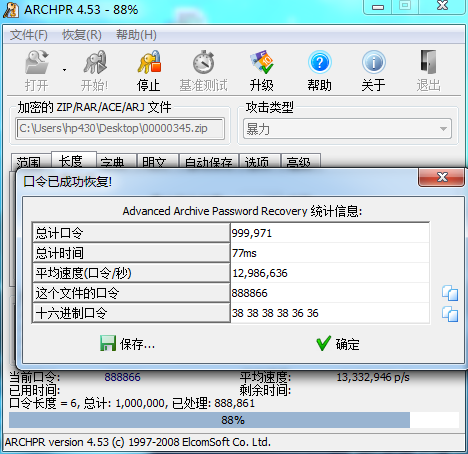 ARCHPR 4.53 - 88%
文件(F) 恢复(R) 帮助(H)
打开 开始! 停止 基准测试 升级 帮助 关于 退出
加密的 ZIP/RAR/ACE/ARJ 文件 攻击类型
C:\Users\hp430\Desktop\00000345.zip 暴力
范围 长度 字典 明文 自动保存 选项 高级
口令已成功恢复!
Advanced Archive Password Recovery 统计信息:
总计口令 999,971
总计时间 77ms
平均速度(口令/秒) 12,986,636
这个文件的口令 888866
十六进制口令 38 38 38 38 36 36
保存... 确定
当前口令: 888866 平均速度: 13,332,946 p/s
已用时间: 剩余时间:
口令长度 = 6, 总计: 1,000,000, 已处理: 888,861
88%
ARCHPR version 4.53 (c) 1997-2008 ElcomSoft Co. Ltd.